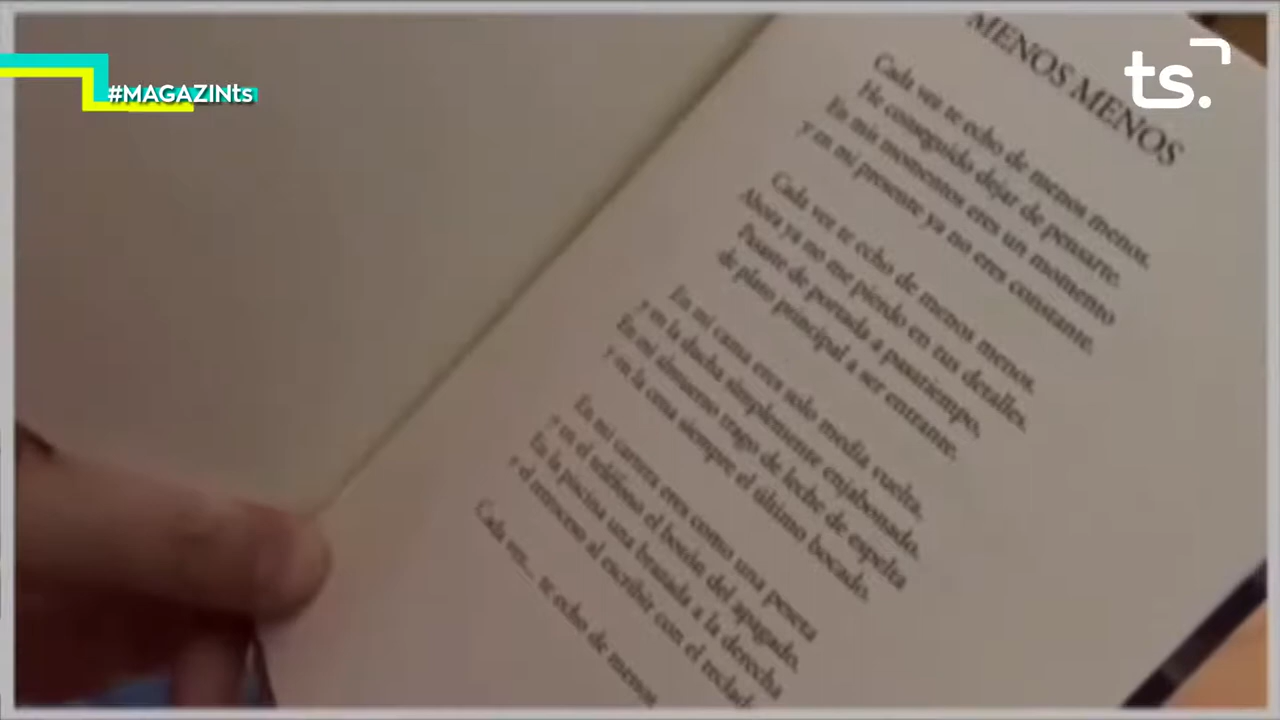 #MAGAZINts
ts.
MENOS MENOS
Cada vez te echo de menos menos.
He conseguido dejar de pensarte.
En mis momentos eres un momento
y en mi presente ya no eres constante.
Cada vez te echo de menos menos.
Ahora ya no me pierdo en tus detalles.
Pasaste de portada a pasatiempo,
de plato principal a ser entrante.
En mi cama eres solo media vuelta,
y en la ducha simplemente enjabonado.
En mi almuerzo trago de leche de espelta
y en la cena siempre el último bocado.
En mi cartera eres como una peseta
y en el teléfono el botón del apagado.
En la piscina una brazada a la derecha
y el retroceso al escribir con el teclad
Cada vez... te echo de menos